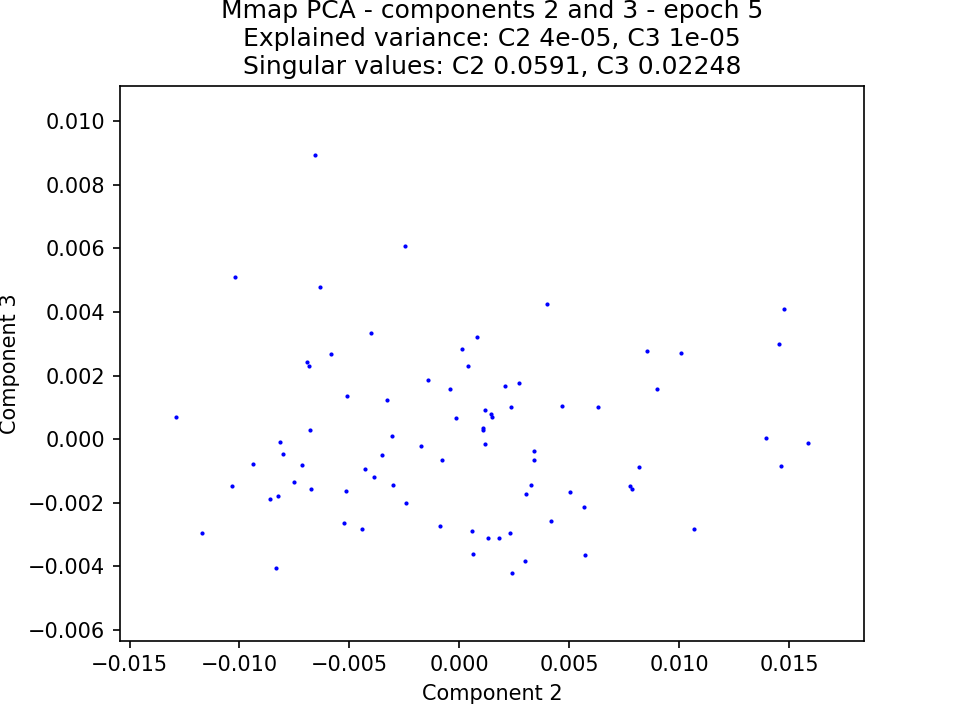 Mmap PCA - components 2 and 3 - epoch 5
Explained variance: C2 4e-05, C3 1e-05
Singular values: C2 0.0591, C3 0.02248
0.010
0.008
0.006
0.004
0.002
0.000
−0.002
−0.004
−0.006
Component 3
−0.015 −0.010 −0.005 0.000 0.005 0.010 0.015
Component 2